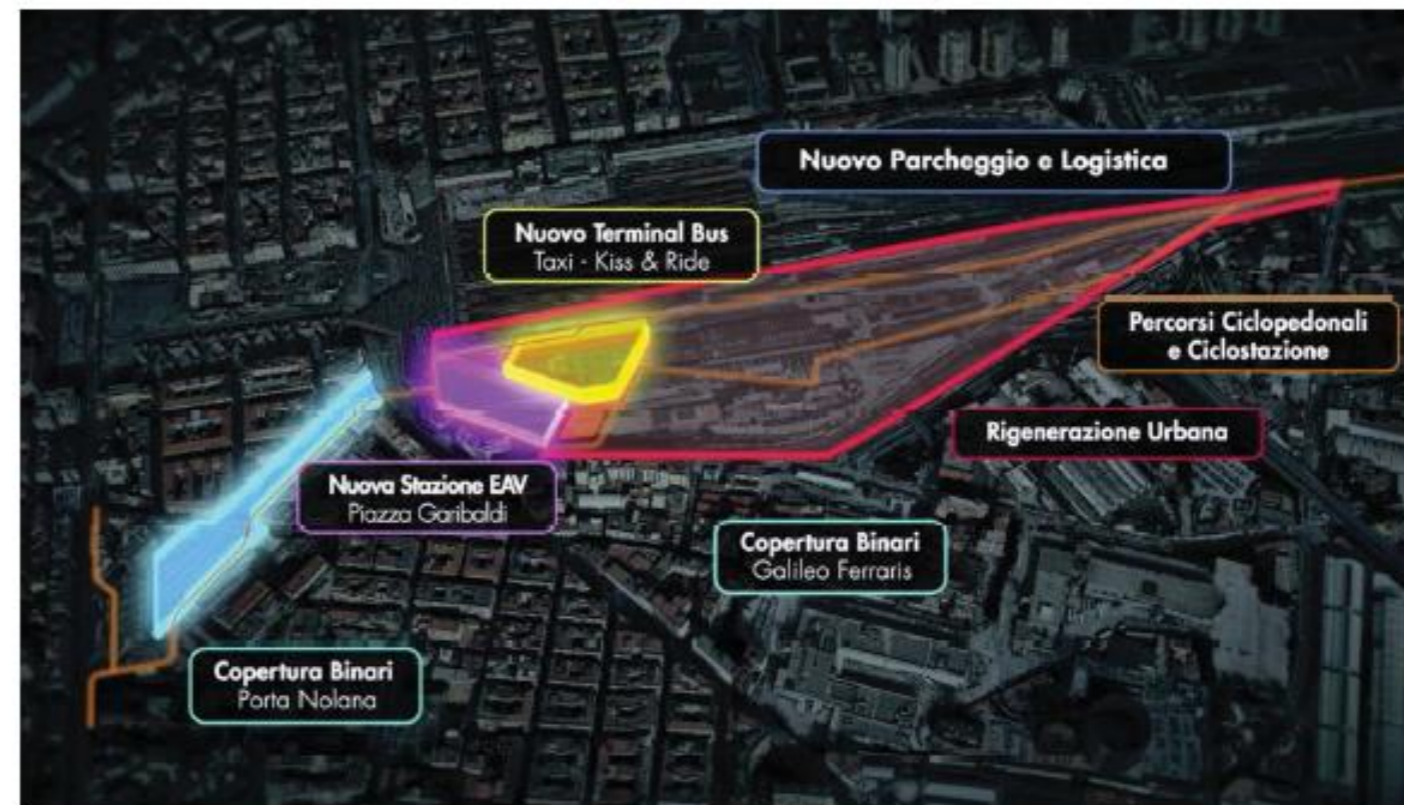 Nuovo Parcheggio e Logistica
Nuovo Terminal Bus
Taxi - Kiss & Ride
Percorsi Ciclopedonali
e Ciclostazione
Rigenerazione Urbana
Nuova Stazione EAV
Piazza Garibaldi
Copertura Binari
Galileo Ferraris
Copertura Binari
Porta Nolana